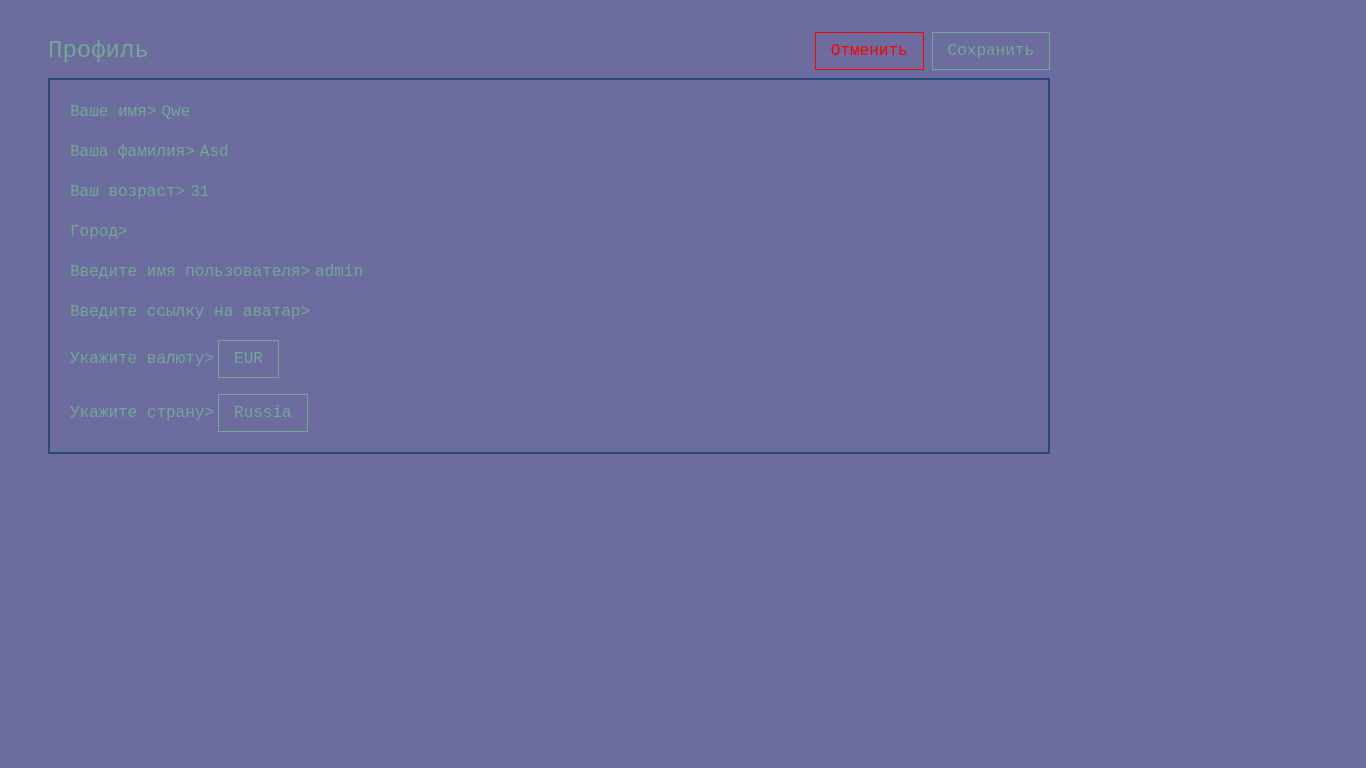 Профиль
Отменить
Сохранить
Ваше имя> Qwe
Ваша фамилия> Asd
Ваш возраст> 31
Город>
Введите имя пользователя> admin
Введите ссылку на аватар>
Укажите валюту> EUR
Укажите страну> Russia